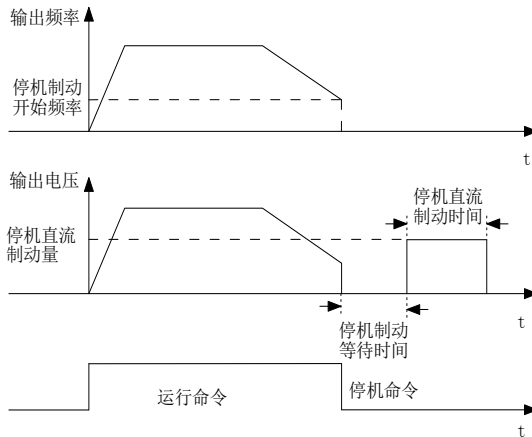 输出频率
停机制动
开始频率
t
输出电压
停机直流
制动时间
停机直流
制动量
t
停机制动
等待时间
运行命令
停机命令
t